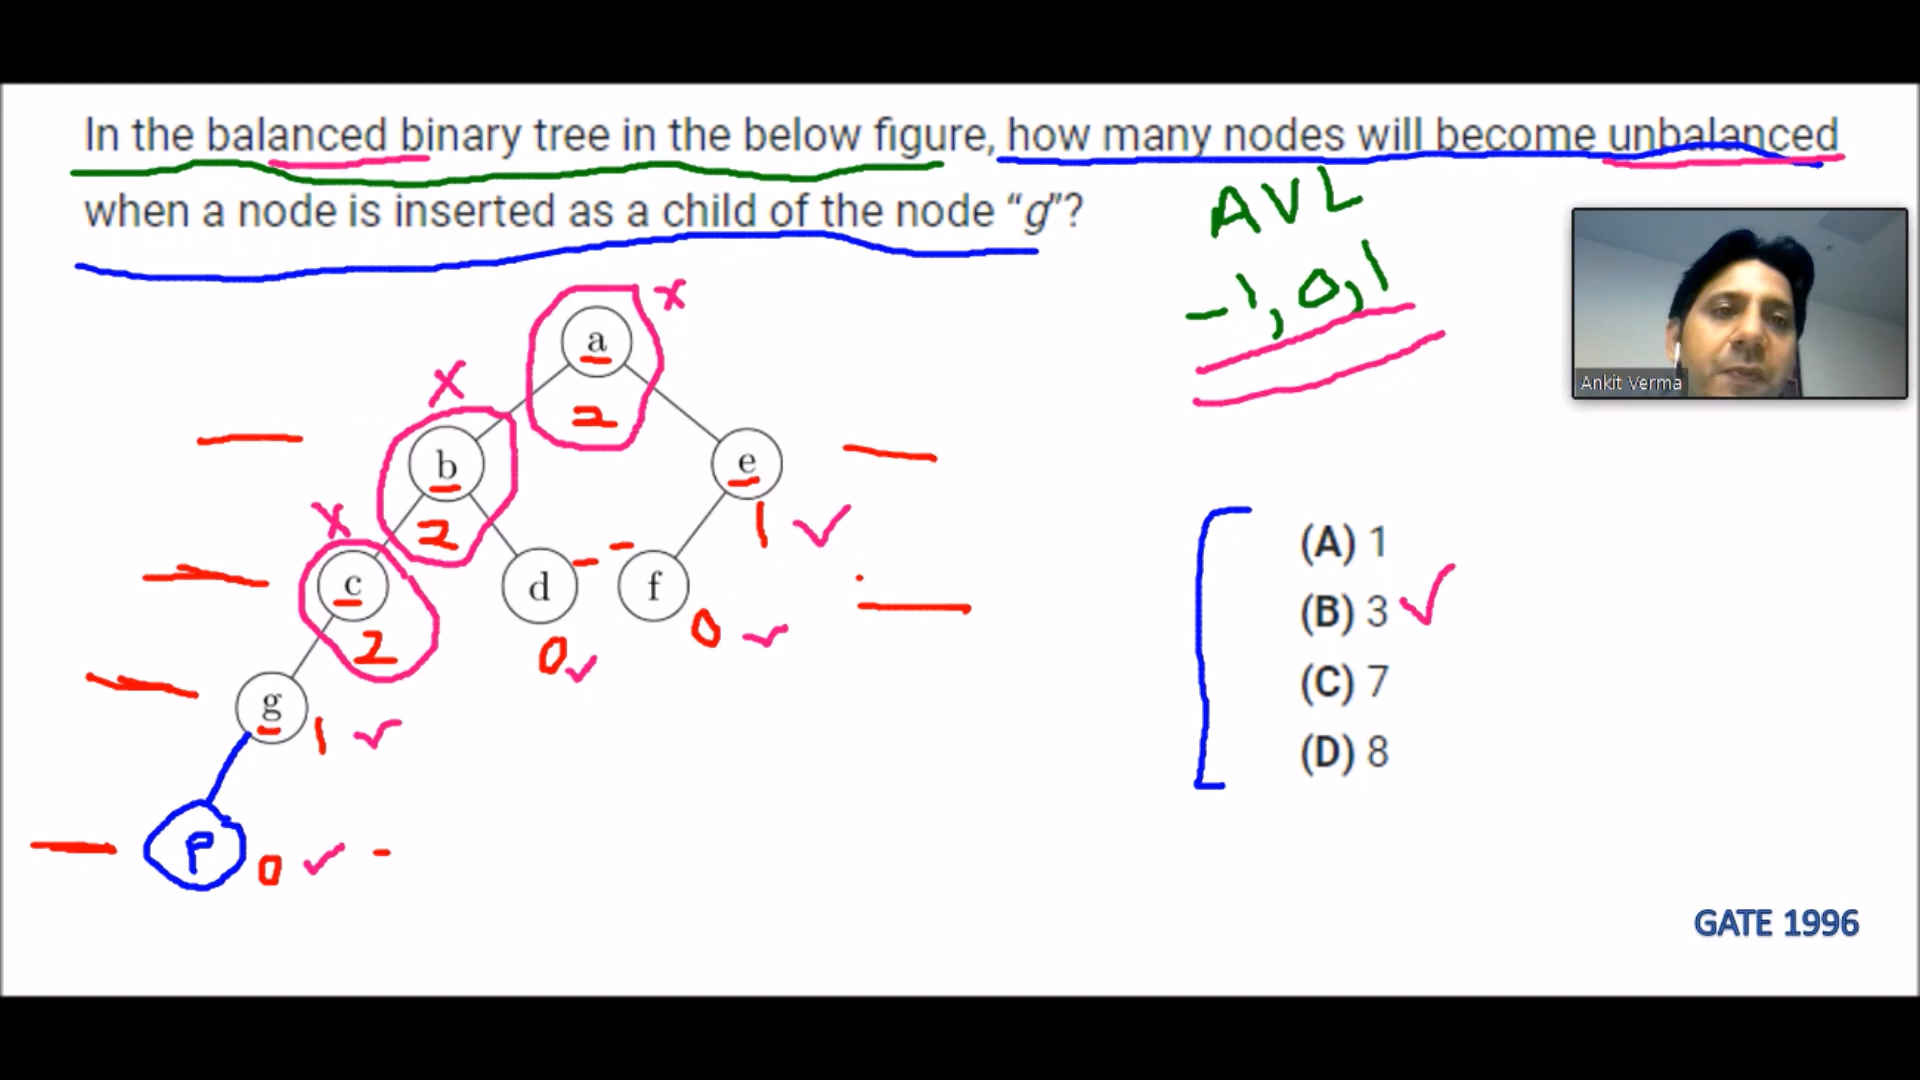 In the balanced binary tree in the below figure, how many nodes will become unbalanced
when a node is inserted as a child of the node “g”?
AVL
-1, 0, 1
Ankit Verma
x
a
2
x
b
2
e
1
x
c
2
d
0
f
0
g
1
P
0
(A) 1
(B) 3
(C) 7
(D) 8
GATE 1996